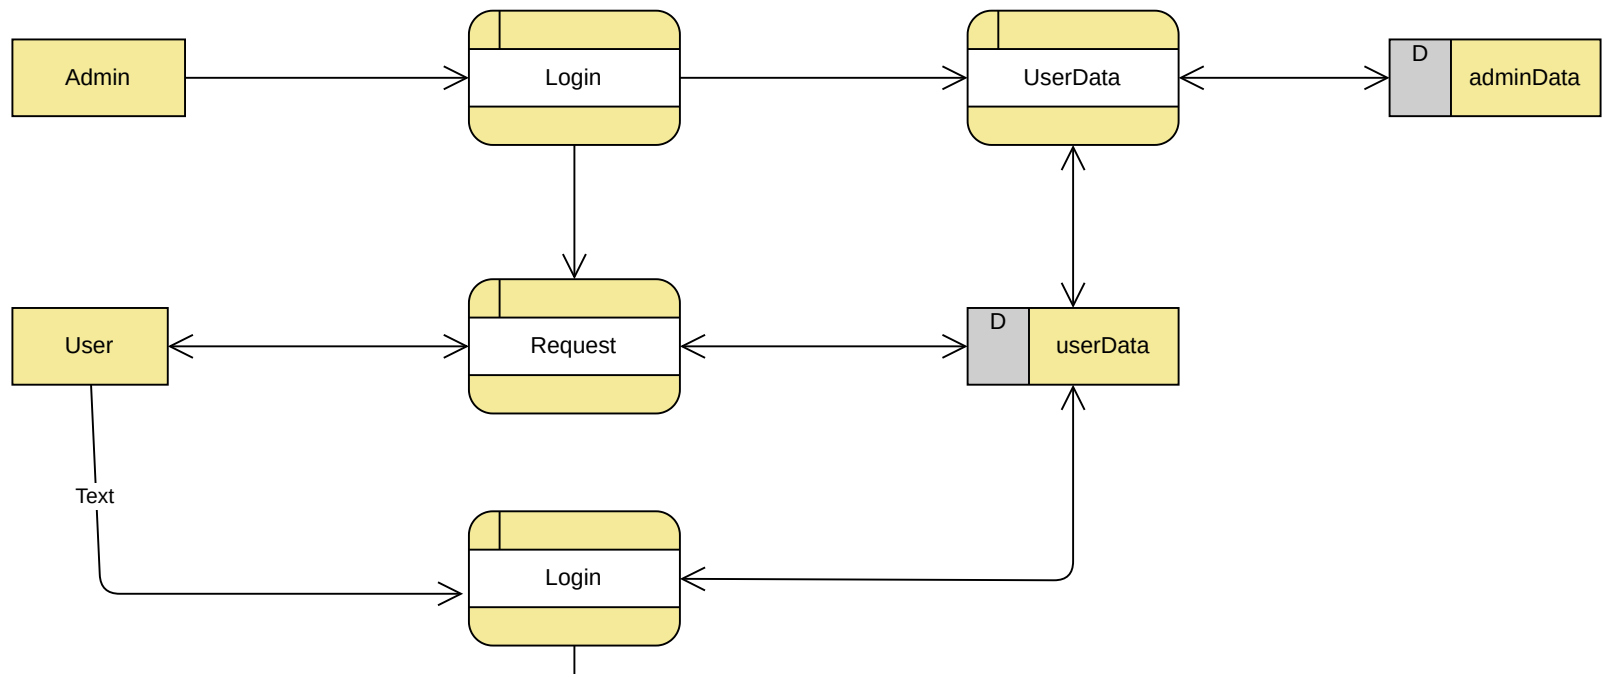 Admin
Login
UserData
D
adminData
User
Request
D
userData
Text
Login